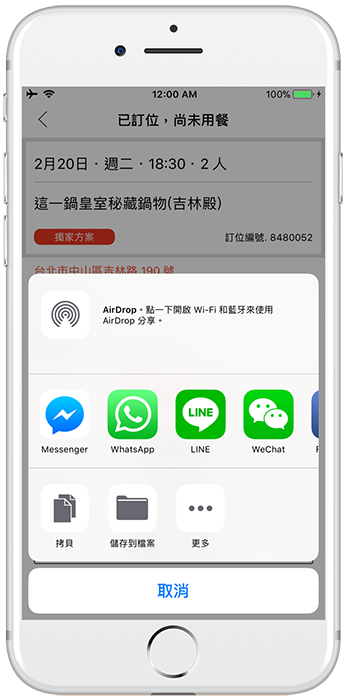 12:00 AM
100%
已訂位，尚未用餐
2月20日．週二．18:30．2 人
這一鍋皇室秘藏鍋物(吉林殿)
獨家方案
訂位編號. 8480052
台北市中山區吉林路 190 號
AirDrop。點一下開啟 Wi-Fi 和藍牙來使用
AirDrop 分享。
Messenger
WhatsApp
LINE
LINE
WeChat
F
拷貝
儲存到檔案
更多
取消